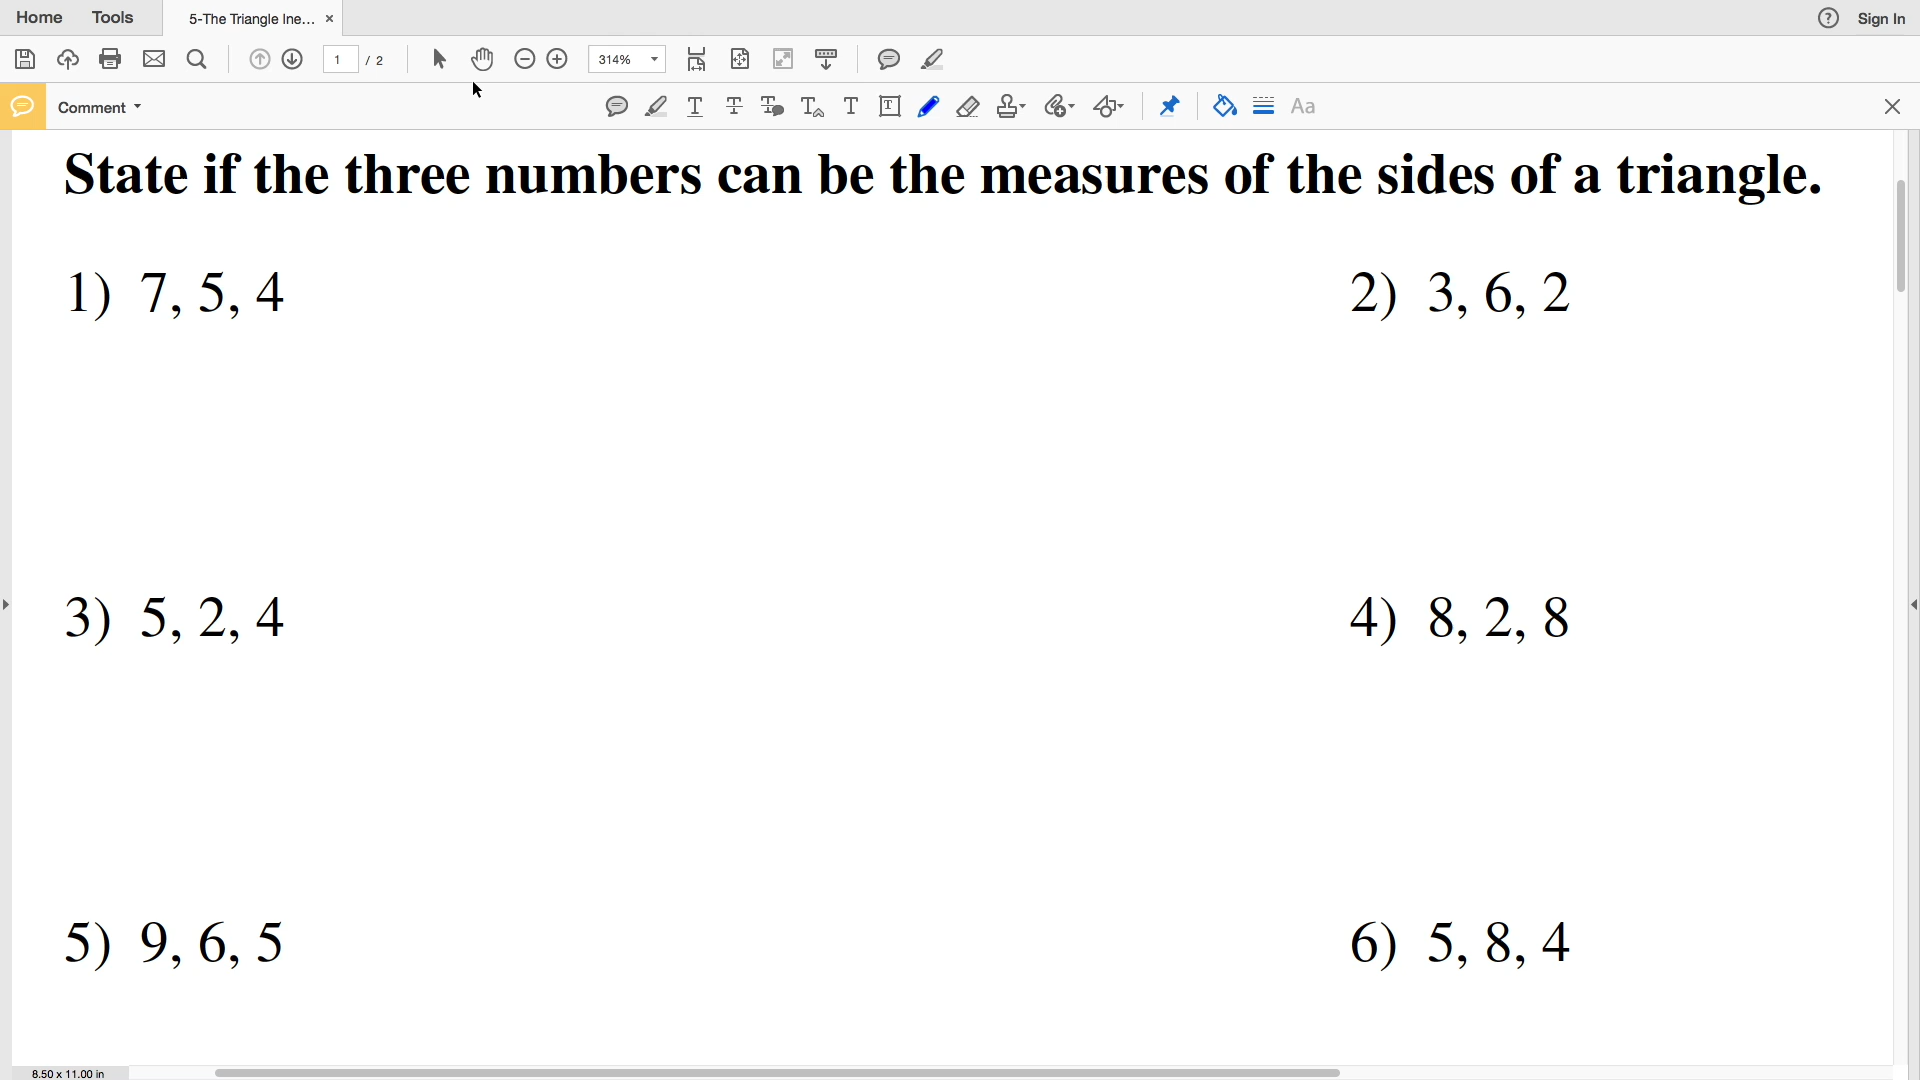 Home Tools 5-The Triangle Ine... × ? Sign In
1 / 2 314%
Comment T T T T T T Aa
State if the three numbers can be the measures of the sides of a triangle.
1) 7, 5, 4 2) 3, 6, 2
3) 5, 2, 4 4) 8, 2, 8
5) 9, 6, 5 6) 5, 8, 4
8.50 x 11.00 in